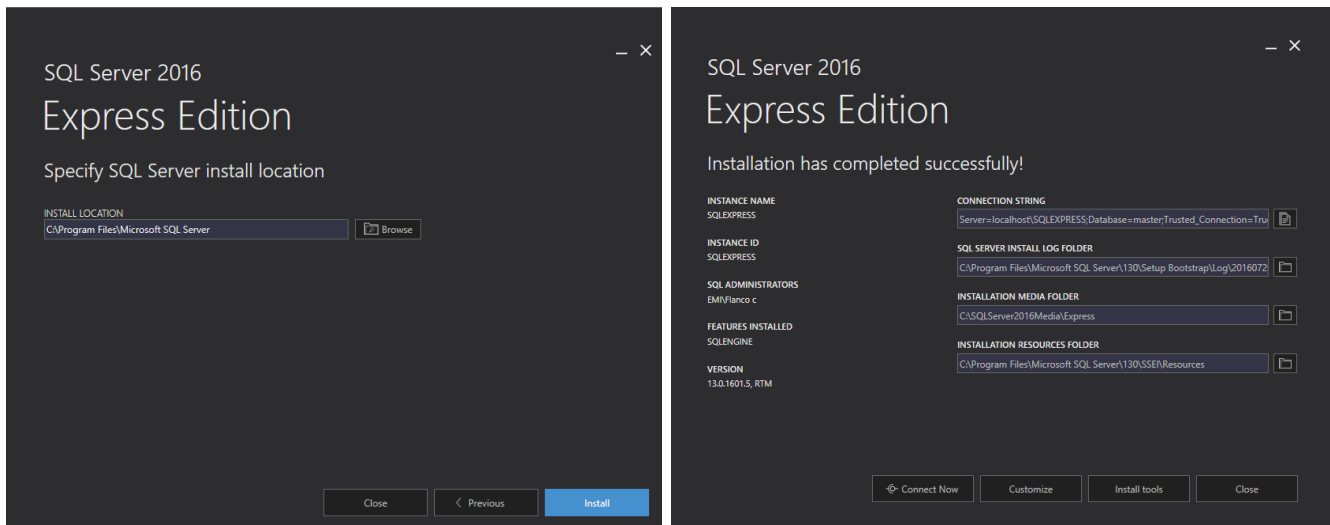 SQL Server 2016
Express Edition
Specify SQL Server install location
INSTALL LOCATION
C:\Program Files\Microsoft SQL Server
Browse
Close
Previous
Install
SQL Server 2016
Express Edition
Installation has completed successfully!
INSTANCE NAME
SQLEXPRESS
INSTANCE ID
SQLEXPRESS
SQL ADMINISTRATORS
EMI\Flanco c
FEATURES INSTALLED
SQLENGINE
VERSION
13.0.1601.5, RTM
CONNECTION STRING
Server=localhost\SQLEXPRESS;Database=master;Trusted_Connection=Tru
SQL SERVER INSTALL LOG FOLDER
C:\Program Files\Microsoft SQL Server\130\Setup Bootstrap\Log\2016072
INSTALLATION MEDIA FOLDER
C:\SQLServer2016Media\Express
INSTALLATION RESOURCES FOLDER
C:\Program Files\Microsoft SQL Server\130\SSEI\Resources
Connect Now
Customize
Install tools
Close